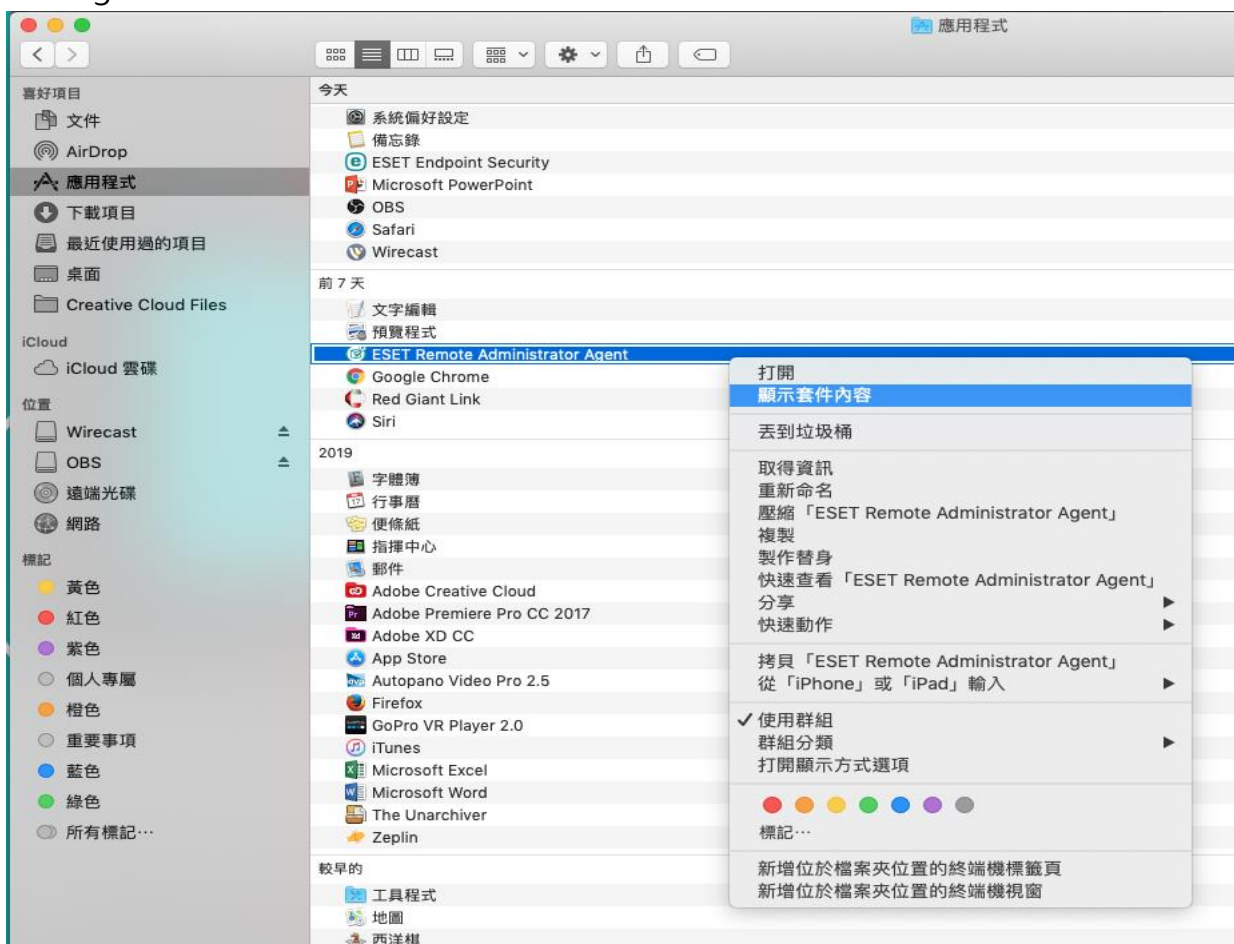 應用程式
喜好項目
文件
AirDrop
應用程式
下載項目
最近使用過的項目
桌面
Creative Cloud Files
iCloud
iCloud 雲碟
位置
Wirecast
OBS
遠端光碟
網路
標記
黃色
紅色
紫色
個人專屬
橙色
重要事項
藍色
綠色
所有標記⋯
今天
系統偏好設定
備忘錄
ESET Endpoint Security
Microsoft PowerPoint
OBS
Safari
Wirecast
前 7 天
文字編輯
預覽程式
ESET Remote Administrator Agent
Google Chrome
Red Giant Link
Siri
2019
字體簿
行事曆
便條紙
指揮中心
郵件
Adobe Creative Cloud
Adobe Premiere Pro CC 2017
Adobe XD CC
App Store
Autopano Video Pro 2.5
Firefox
GoPro VR Player 2.0
iTunes
Microsoft Excel
Microsoft Word
The Unarchiver
Zeplin
較早的
工具程式
地圖
西洋棋
打開
顯示套件內容
丟到垃圾桶
取得資訊
重新命名
壓縮「ESET Remote Administrator Agent」
複製
製作替身
快速查看「ESET Remote Administrator Agent」
分享
快速動作
拷貝「ESET Remote Administrator Agent」
從「iPhone」或「iPad」輸入
使用群組
群組分類
打開顯示方式選項
標記⋯
新增位於檔案夾位置的終端機標籤頁
新增位於檔案夾位置的終端機視窗